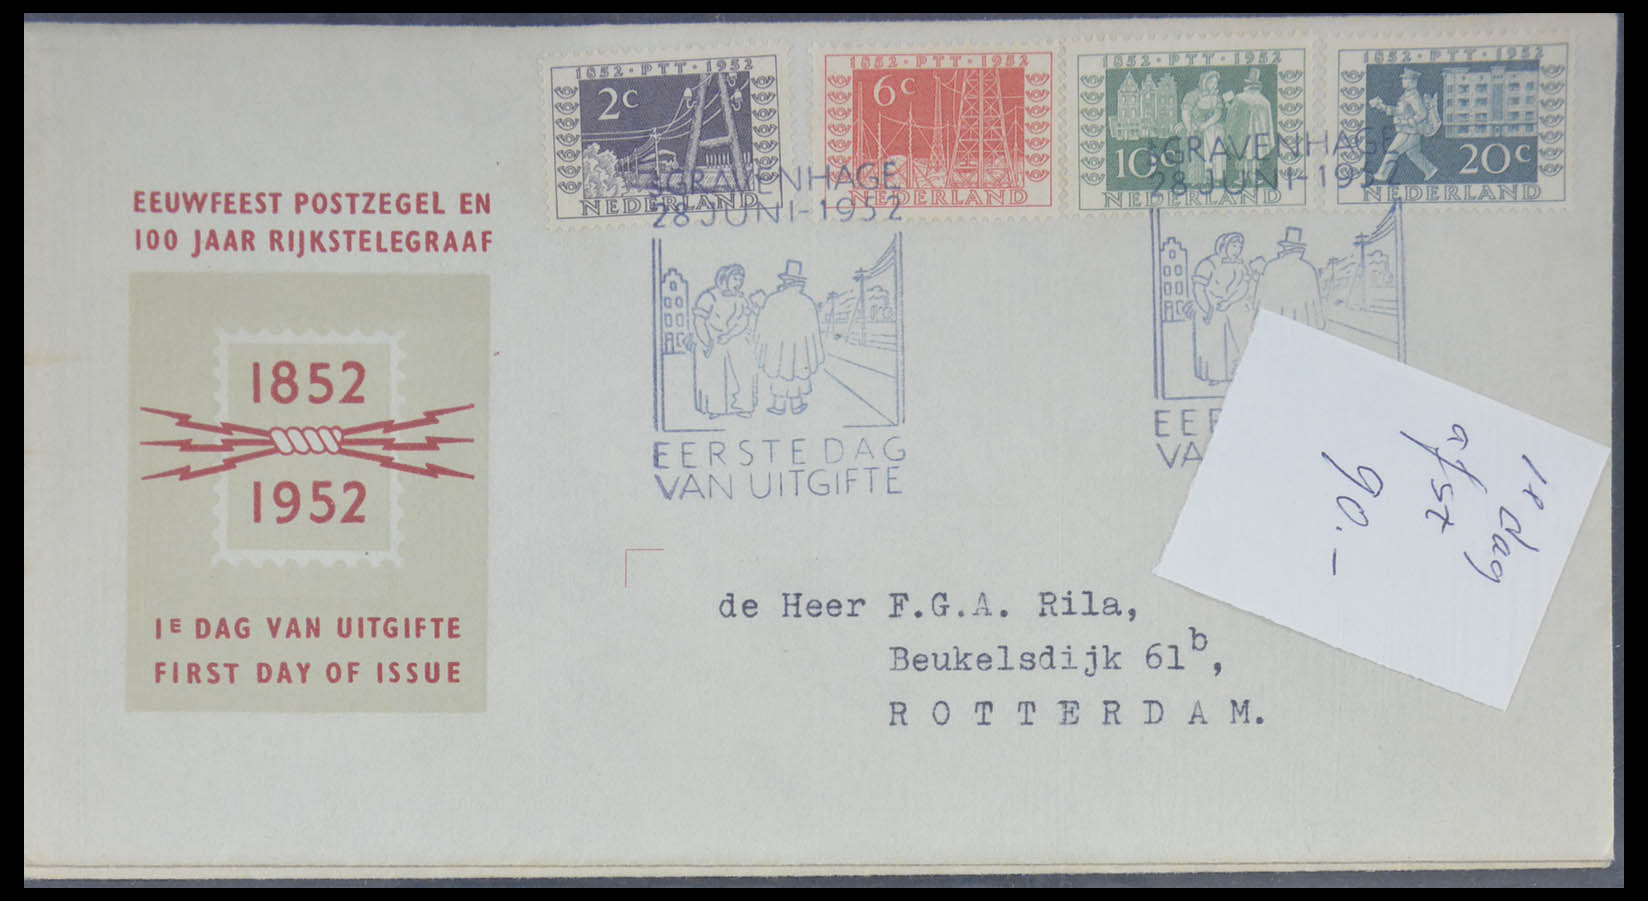 1852 · PTT · 1952
2c
NEDERLAND
1852 · PTT · 1952
6c
NEDERLAND
1852 · PTT · 1952
10c
NEDERLAND
1852 · PTT · 1952
20c
NEDERLAND
'SGRAVENHAGE
28 JUNI-1952
EERSTE DAG
VAN UITGIFTE
'SGRAVENHAGE
28 JUNI-1952
EE
VA
EEUWFEEST POSTZEGEL EN
100 JAAR RIJKSTELEGRAAF
1852
1952
1E DAG VAN UITGIFTE
FIRST DAY OF ISSUE
1e Dag
afst
90.-
de Heer F.G.A. Rila,
Beukelsdijk 61b,
ROTTERDAM.